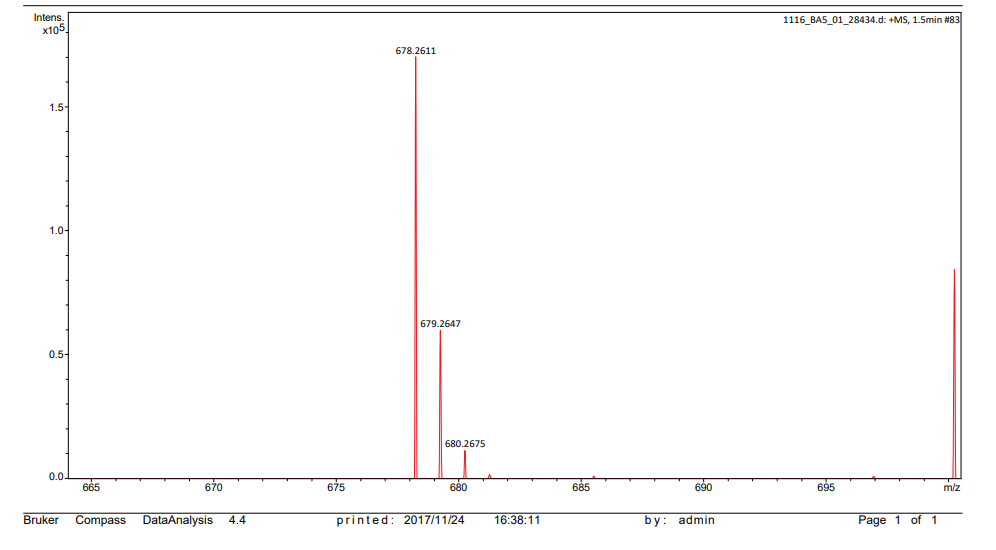 Intens.
x10⁵
1116_BA5_01_28434.d: +MS, 1.5min #83
678.2611
1.5
1.0
679.2647
0.5
680.2675
0.0
665 670 675 680 685 690 695 m/z
Bruker Compass DataAnalysis 4.4 printed: 2017/11/24 16:38:11 by: admin Page 1 of 1